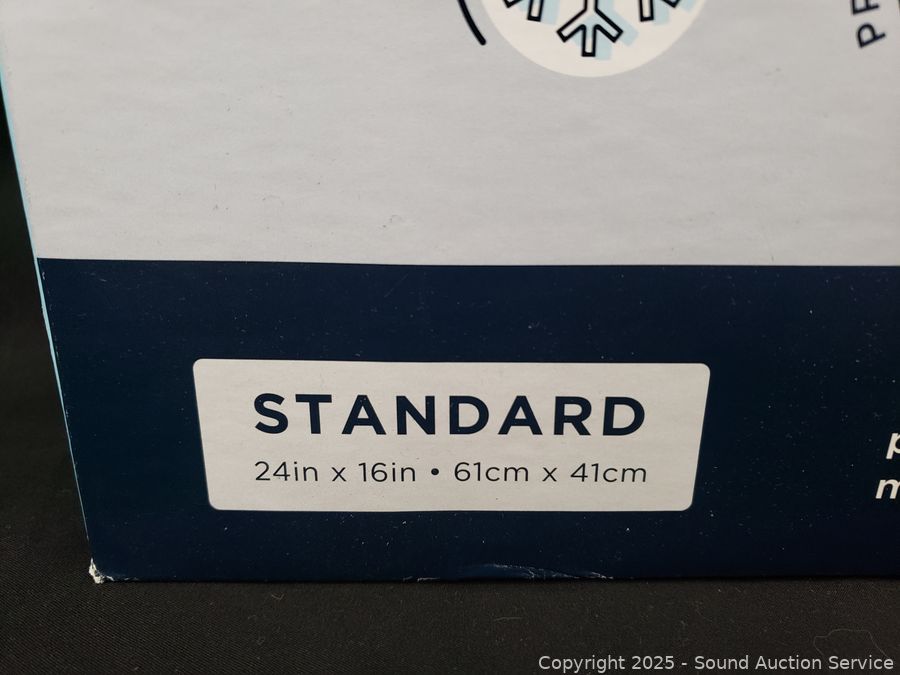 STANDARD
24in x 16in • 61cm x 41cm
Copyright 2025 - Sound Auction Service